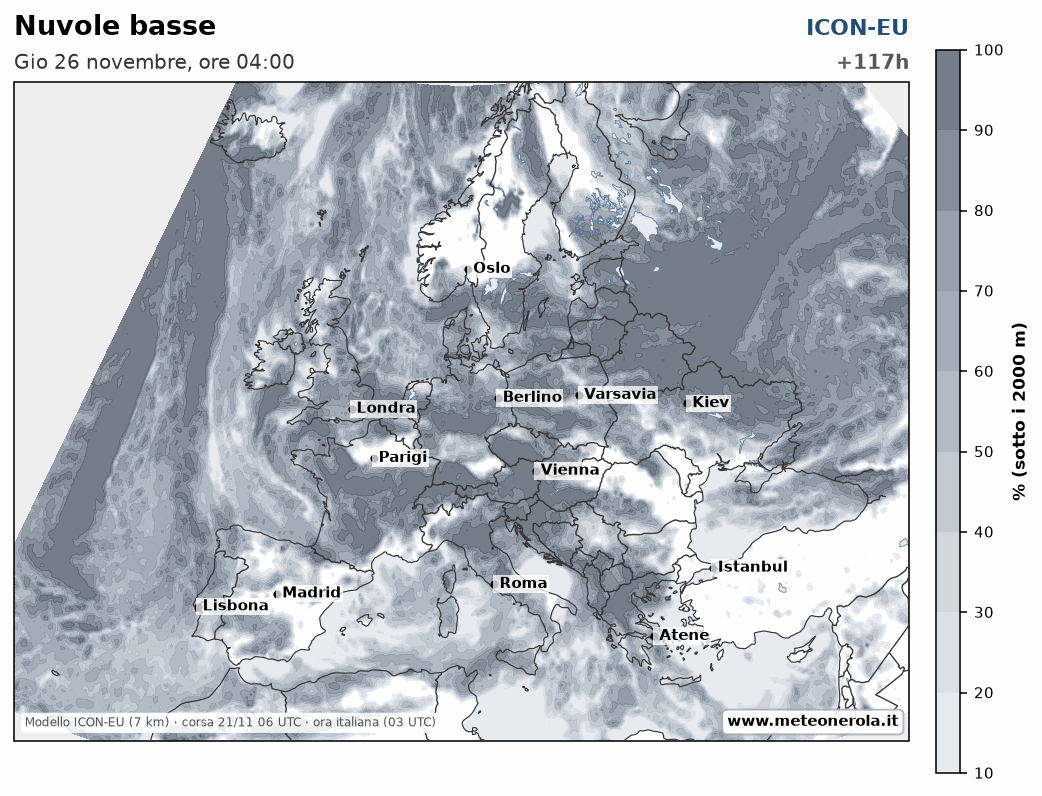 Nuvole basse
ICON-EU
Gio 26 novembre, ore 04:00
+117h
100
90
80
70
60
50
40
30
20
10
% (sotto i 2000 m)
Oslo
Berlino
Varsavia
Kiev
Londra
Parigi
Vienna
Istanbul
Roma
Madrid
Lisbona
Atene
Modello ICON-EU (7 km) · corsa 21/11 06 UTC · ora italiana (03 UTC)
www.meteonerola.it